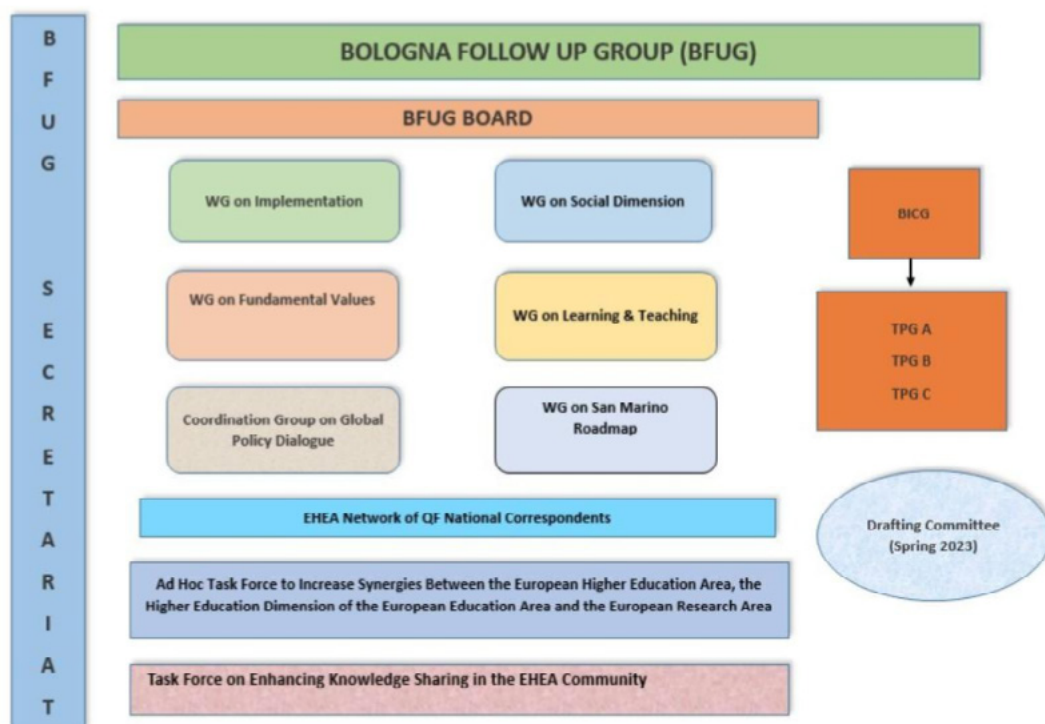 BFUG SECRETARIAT
BOLOGNA FOLLOW UP GROUP (BFUG)
BFUG BOARD
WG on Implementation
WG on Social Dimension
BICG
WG on Fundamental Values
WG on Learning & Teaching
TPG A
TPG B
TPG C
Coordination Group on Global
Policy Dialogue
WG on San Marino
Roadmap
EHEA Network of QF National Correspondents
Drafting Committee
(Spring 2023)
Ad Hoc Task Force to Increase Synergies Between the European Higher Education Area, the
Higher Education Dimension of the European Education Area and the European Research Area
Task Force on Enhancing Knowledge Sharing in the EHEA Community